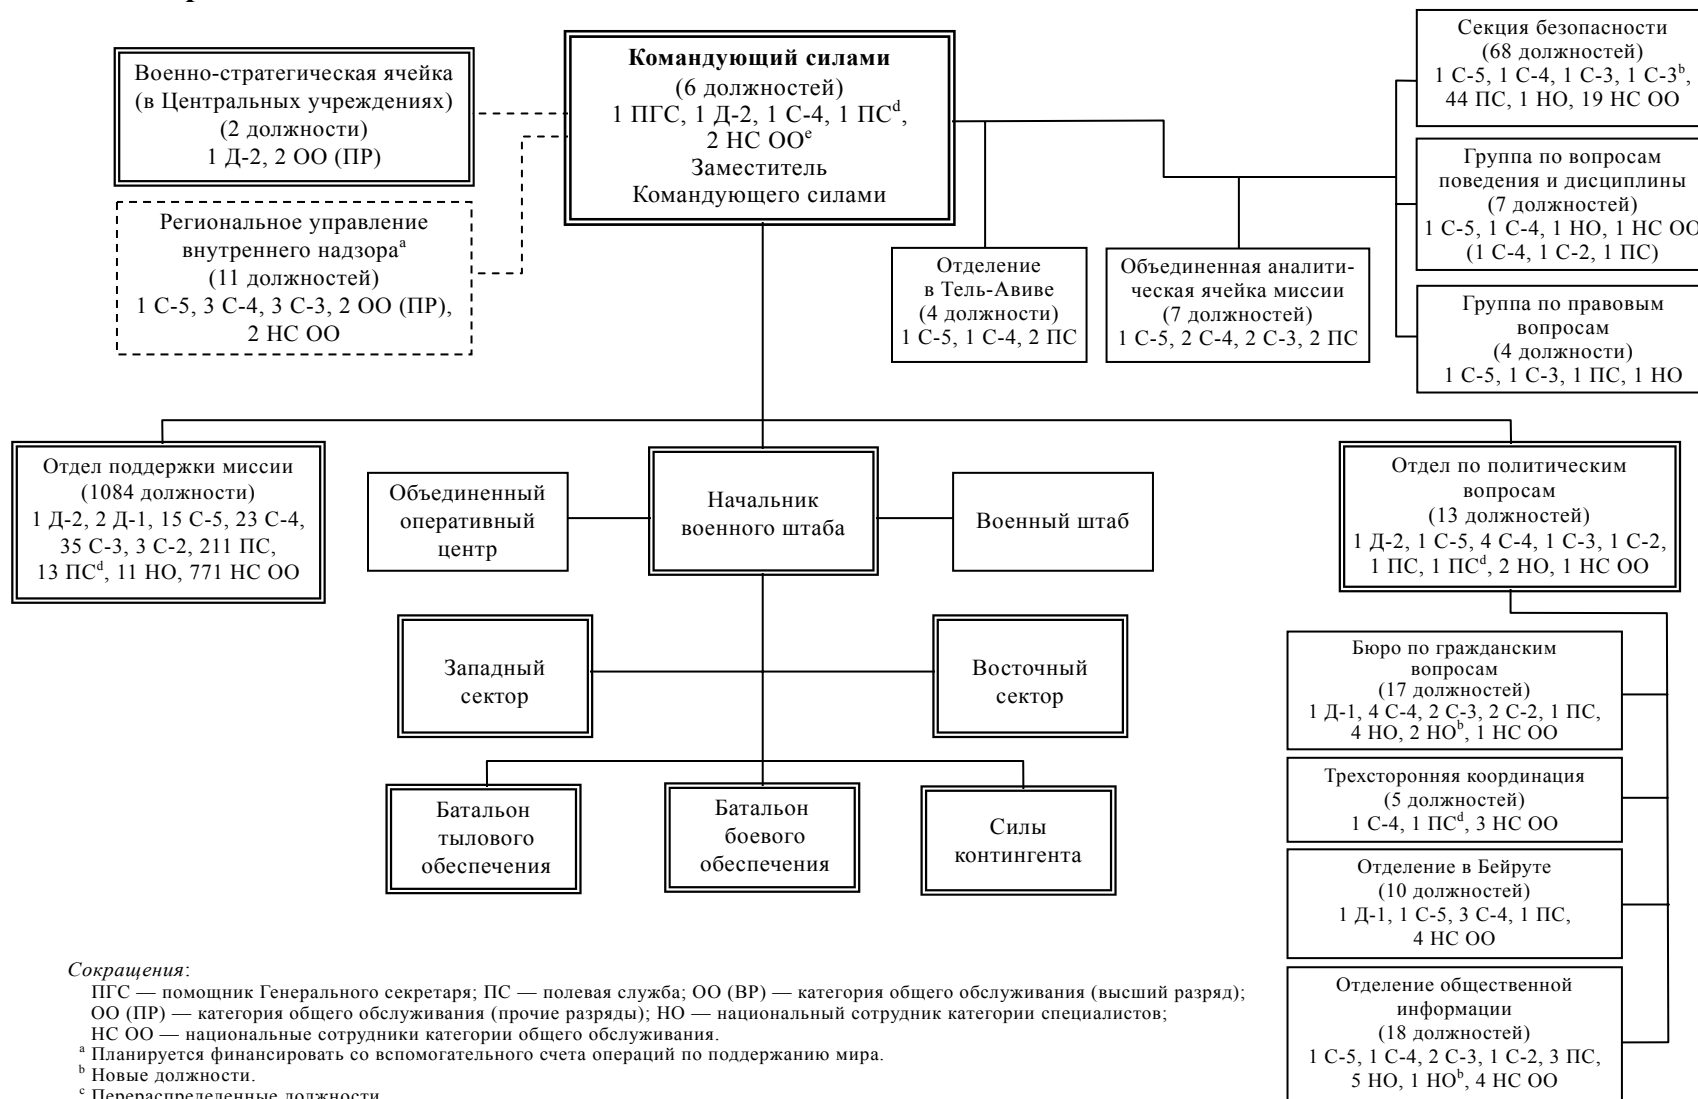 Военно-стратегическая ячейка
(в Центральных учреждениях)
(2 должности)
1 Д-2, 2 ОО (ПР)
Региональное управление
внутреннего надзораᵃ
(11 должностей)
1 С-5, 3 С-4, 3 С-3, 2 ОО (ПР),
2 НС ОО
Командующий силами
(6 должностей)
1 ПГС, 1 Д-2, 1 С-4, 1 ПСᵈ,
2 НС ООᵉ
Заместитель
Командующего силами
Отделение
в Тель-Авиве
(4 должности)
1 С-5, 1 С-4, 2 ПС
Объединенная аналити-
ческая ячейка миссии
(7 должностей)
1 С-5, 2 С-4, 2 С-3, 2 ПС
Секция безопасности
(68 должностей)
1 С-5, 1 С-4, 1 С-3, 1 С-3ᵇ,
44 ПС, 1 НО, 19 НС ОО
Группа по вопросам
поведения и дисциплины
(7 должностей)
1 С-5, 1 С-4, 1 НО, 1 НС ОО
(1 С-4, 1 С-2, 1 ПС)
Группа по правовым
вопросам
(4 должности)
1 С-5, 1 С-3, 1 ПС, 1 НО
Отдел поддержки миссии
(1084 должности)
1 Д-2, 2 Д-1, 15 С-5, 23 С-4,
35 С-3, 3 С-2, 211 ПС,
13 ПСᵈ, 11 НО, 771 НС ОО
Объединенный
оперативный
центр
Начальник
военного штаба
Военный штаб
Отдел по политическим
вопросам
(13 должностей)
1 Д-2, 1 С-5, 4 С-4, 1 С-3, 1 С-2,
1 ПС, 1 ПСᵈ, 2 НО, 1 НС ОО
Западный
сектор
Восточный
сектор
Батальон
тылового
обеспечения
Батальон
боевого
обеспечения
Силы
контингента
Бюро по гражданским
вопросам
(17 должностей)
1 Д-1, 4 С-4, 2 С-3, 2 С-2, 1 ПС,
4 НО, 2 НОᵇ, 1 НС ОО
Трехсторонняя координация
(5 должностей)
1 С-4, 1 ПСᵈ, 3 НС ОО
Отделение в Бейруте
(10 должностей)
1 Д-1, 1 С-5, 3 С-4, 1 ПС,
4 НС ОО
Отделение общественной
информации
(18 должностей)
1 С-5, 1 С-4, 2 С-3, 1 С-2, 3 ПС,
5 НО, 1 НОᵇ, 4 НС ОО
Сокращения:
ПГС — помощник Генерального секретаря; ПС — полевая служба; ОО (ВР) — категория общего обслуживания (высший разряд);
ОО (ПР) — категория общего обслуживания (прочие разряды); НО — национальный сотрудник категории специалистов;
НС ОО — национальные сотрудники категории общего обслуживания.
ᵃ Планируется финансировать со вспомогательного счета операций по поддержанию мира.
ᵇ Новые должности.
ᶜ Перераспределенные должности